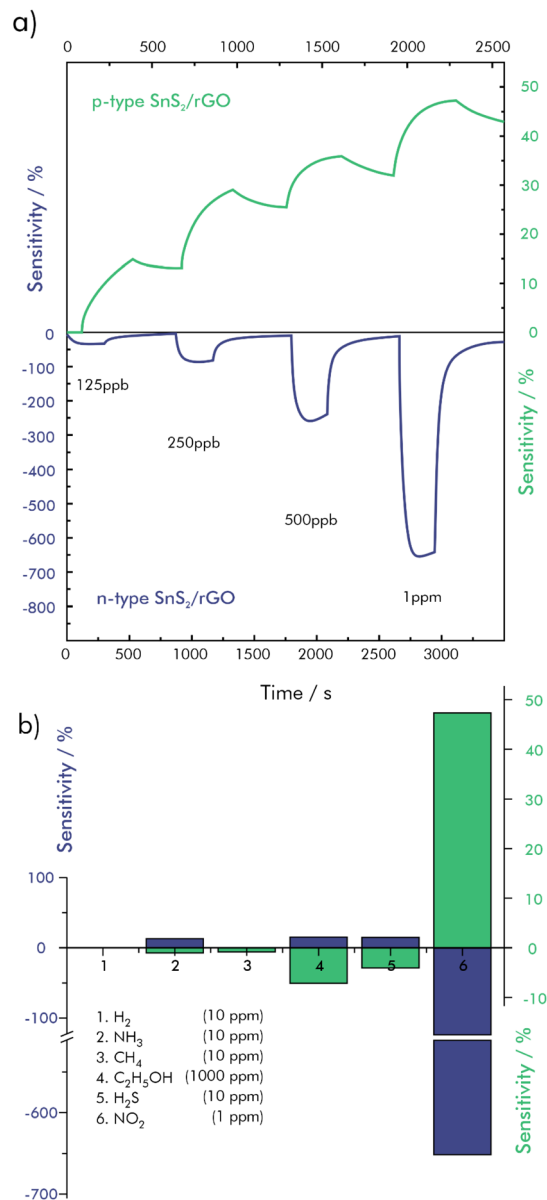 a)
0 500 1000 1500 2000 2500
p-type SnS₂/rGO
Sensitivity / %
50
40
30
20
10
0
0
-100
-200
-300
-400
-500
-600
-700
-800
Sensitivity / %
125ppb
250ppb
500ppb
1ppm
n-type SnS₂/rGO
0 500 1000 1500 2000 2500 3000
Time / s
b)
Sensitivity / %
50
40
30
20
10
0
-10
100
0
-100
-600
-700
1 2 3 4 5 6
1. H₂ (10 ppm)
2. NH₃ (10 ppm)
3. CH₄ (10 ppm)
4. C₂H₅OH (1000 ppm)
5. H₂S (10 ppm)
6. NO₂ (1 ppm)
Sensitivity / %